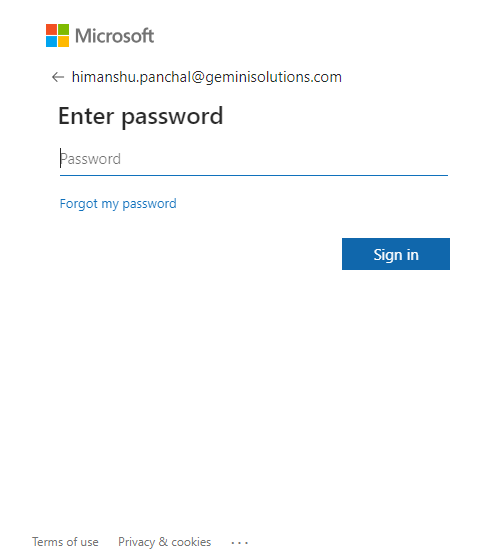 Microsoft
← himanshu.panchal@geminisolutions.com
Enter password
Password
Forgot my password
Sign in
Terms of use Privacy & cookies ...